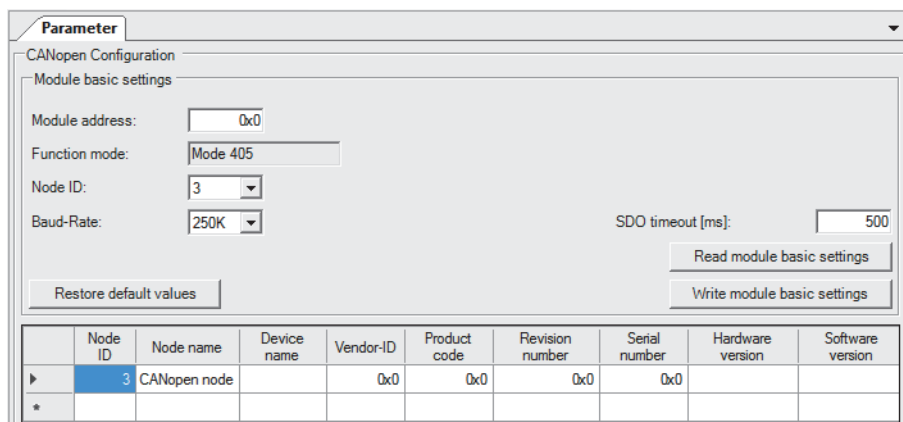 Parameter
CANopen Configuration
Module basic settings
Module address: 0x0
Function mode: Mode 405
Node ID: 3
Baud-Rate: 250K SDO timeout [ms]: 500
Read module basic settings
Restore default values Write module basic settings
Node ID Node name Device name Vendor-ID Product code Revision number Serial number Hardware version Software version
3 CANopen node 0x0 0x0 0x0 0x0
*